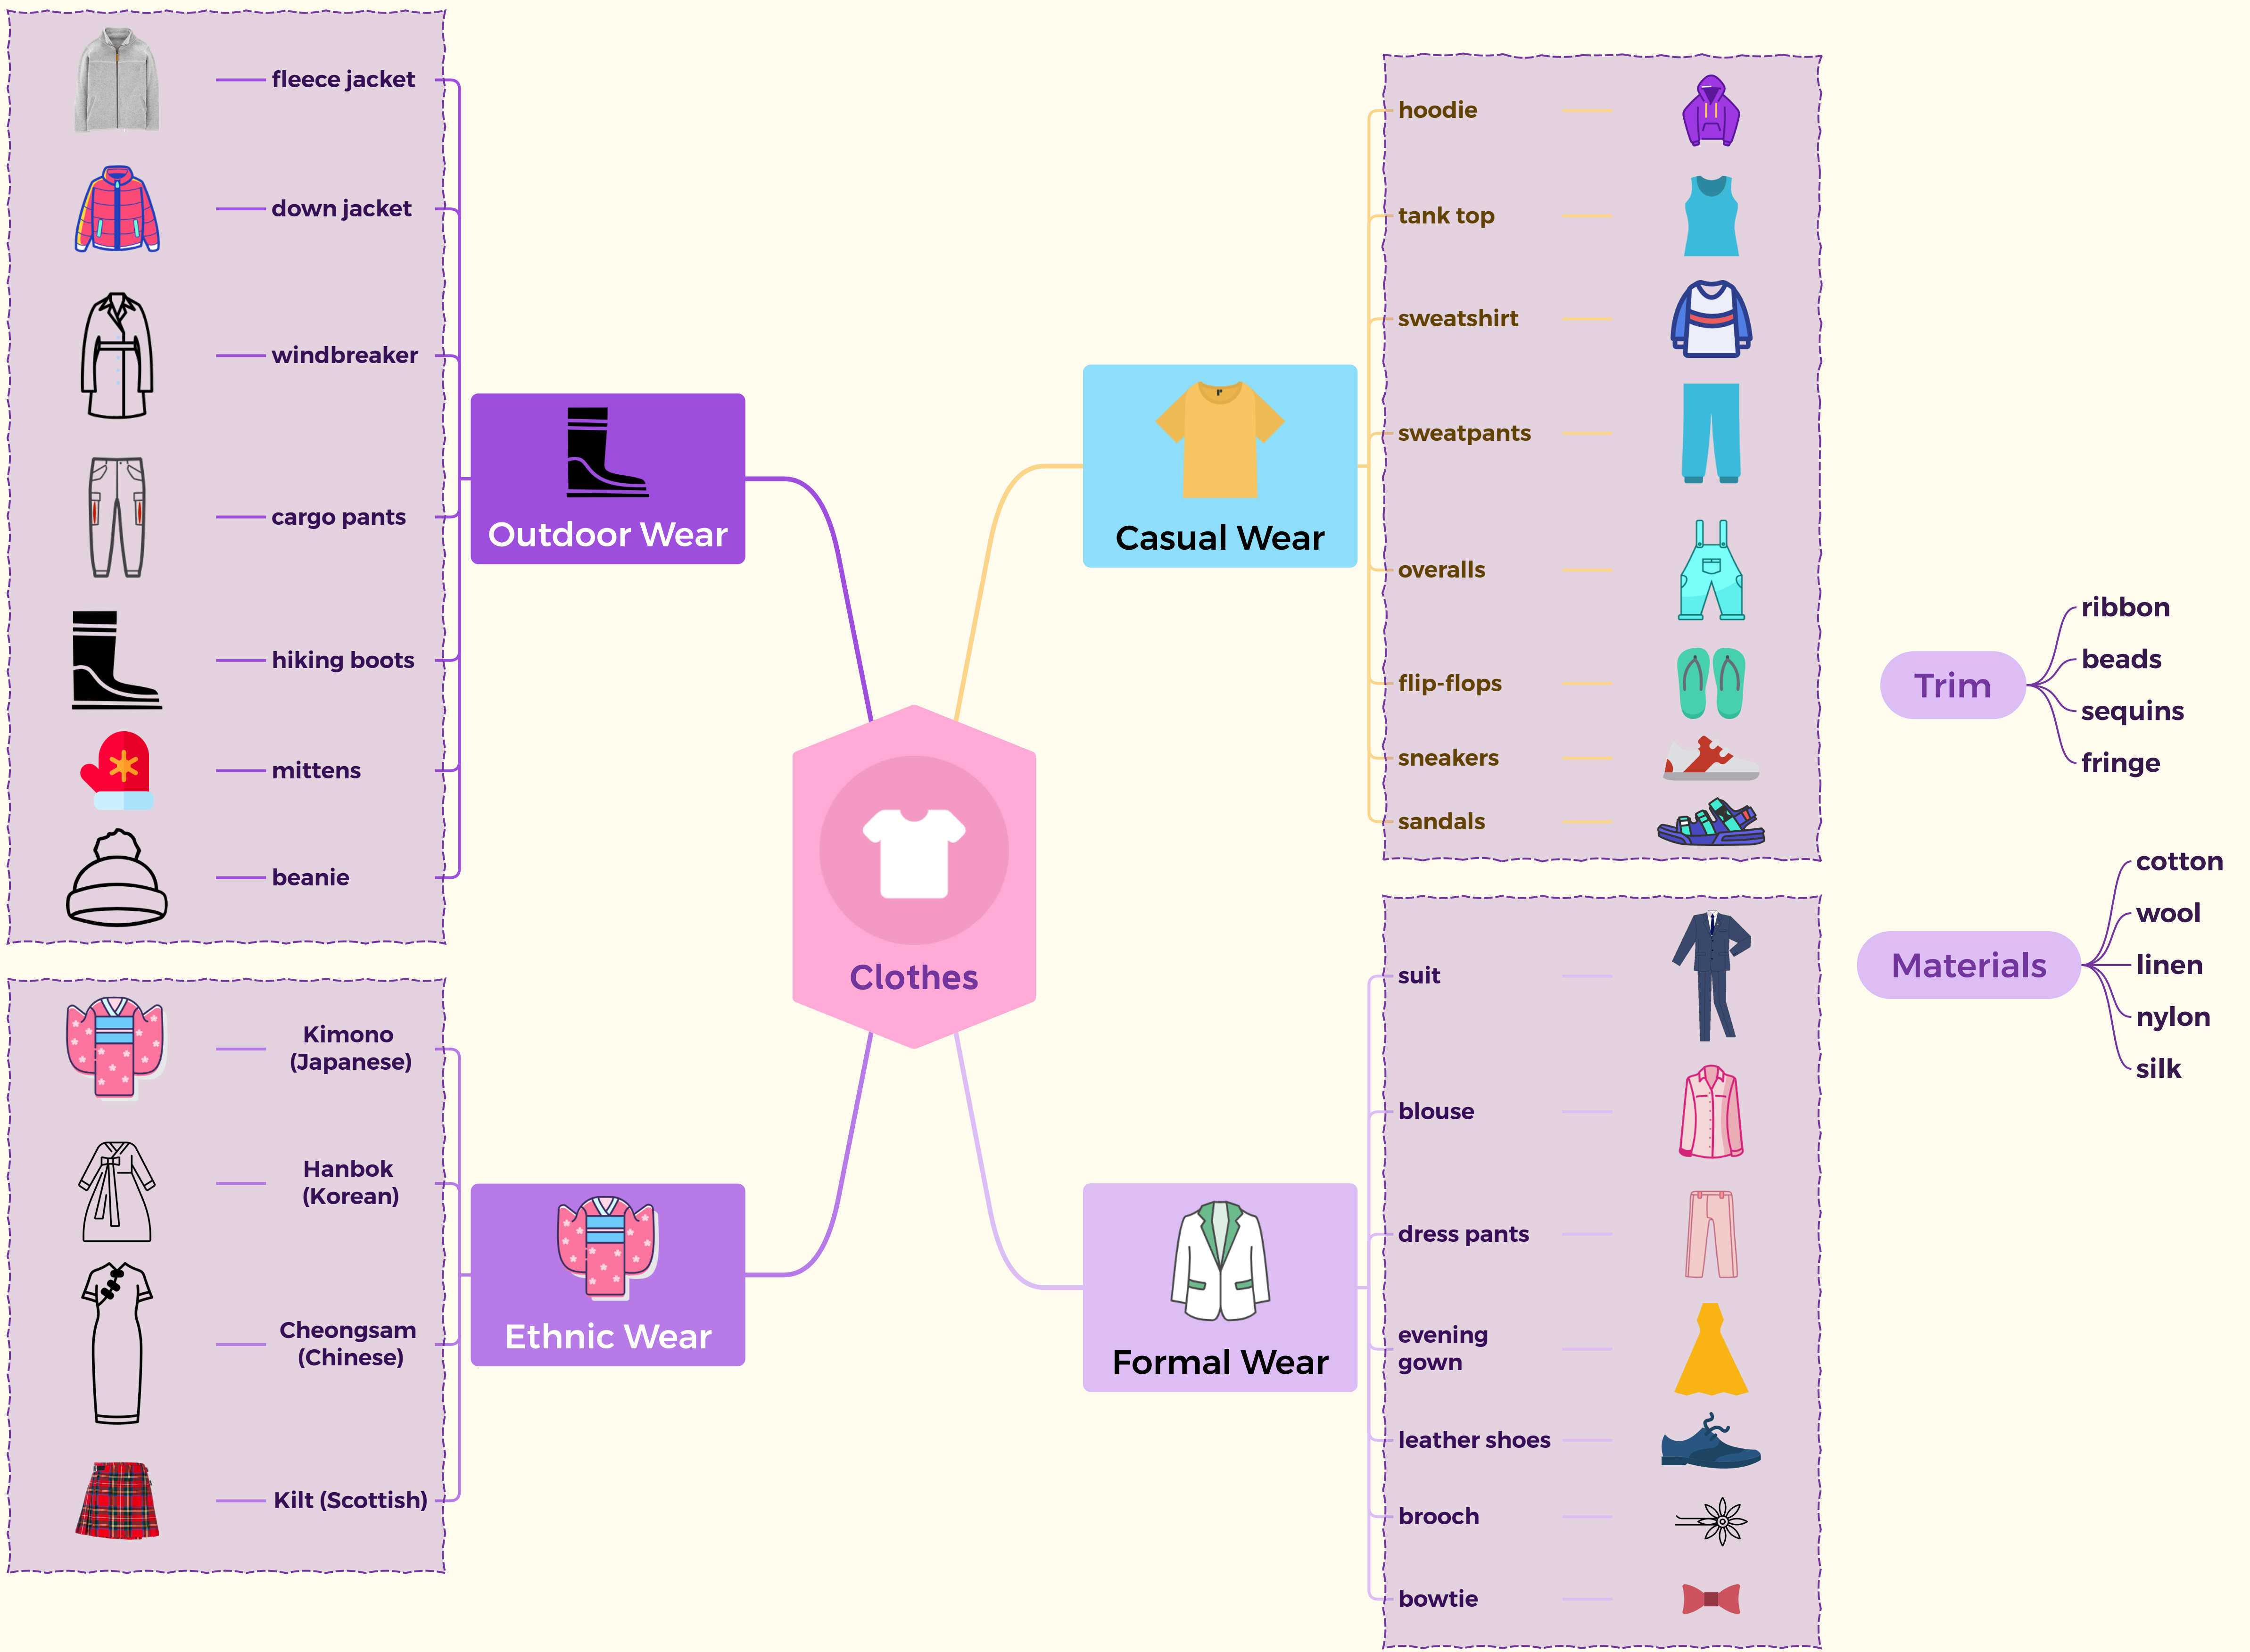 fleece jacket
down jacket
windbreaker
cargo pants
hiking boots
mittens
beanie
Outdoor Wear
Kimono
(Japanese)
Hanbok
(Korean)
Cheongsam
(Chinese)
Kilt (Scottish)
Ethnic Wear
Clothes
Casual Wear
hoodie
tank top
sweatshirt
sweatpants
overalls
flip-flops
sneakers
sandals
Formal Wear
suit
blouse
dress pants
evening
gown
leather shoes
brooch
bowtie
Trim
ribbon
beads
sequins
fringe
Materials
cotton
wool
linen
nylon
silk